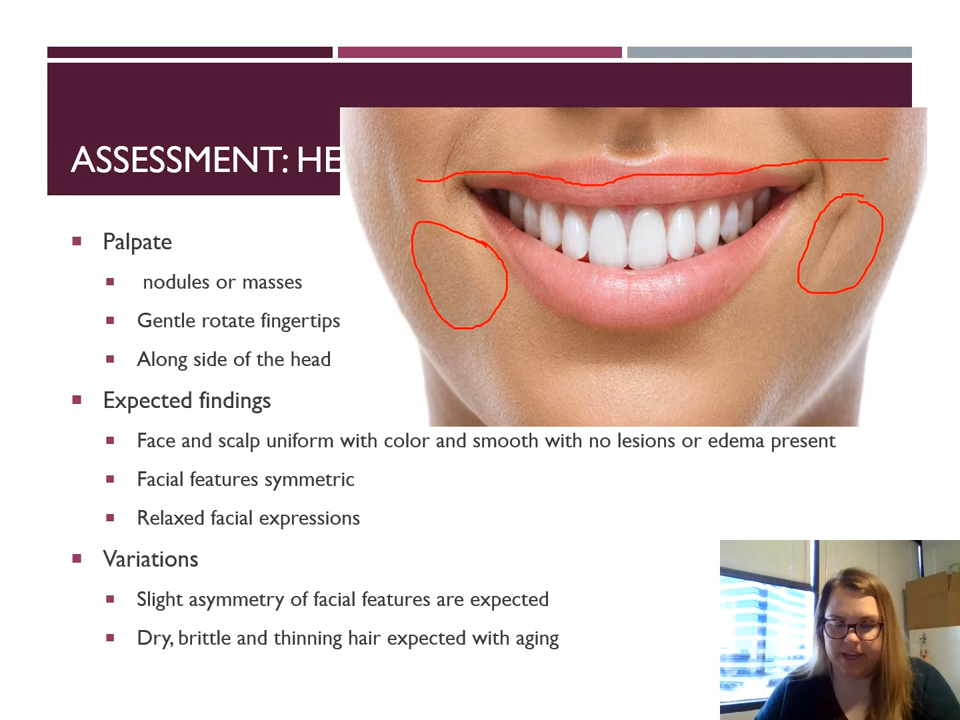 ASSESSMENT: HE
Palpate
nodules or masses
Gentle rotate fingertips
Along side of the head
Expected findings
Face and scalp uniform with color and smooth with no lesions or edema present
Facial features symmetric
Relaxed facial expressions
Variations
Slight asymmetry of facial features are expected
Dry, brittle and thinning hair expected with aging